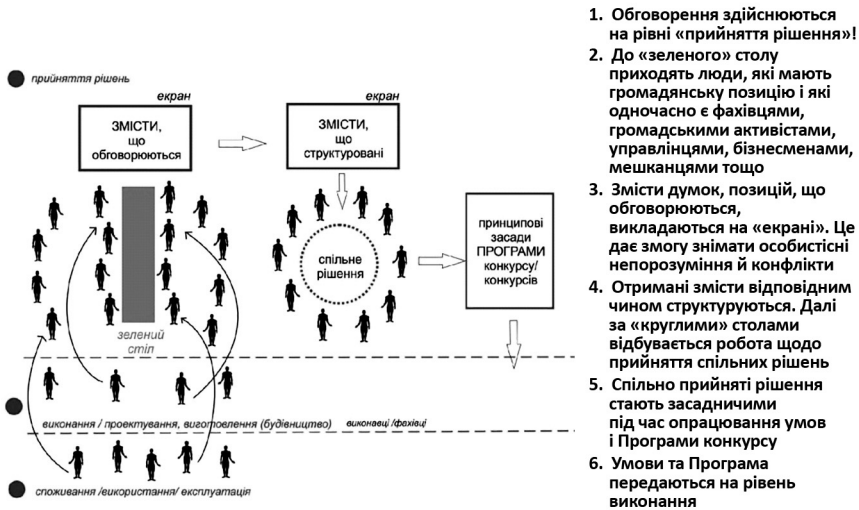 прийняття рішень
екран
ЗМІСТИ,
що
обговорюються
екран
ЗМІСТИ,
що
структуровані
принципові
засади
ПРОГРАМИ
конкурсу/
конкурсів
спільне
рішення
зелений
стіл
виконання / проектування, виготовлення (будівництво)
виконавці /фахівці
споживання /використання/ експлуатація
1. Обговорення здійснюються
на рівні «прийняття рішення»!
2. До «зеленого» столу
приходять люди, які мають
громадянську позицію і які
одночасно є фахівцями,
громадськими активістами,
управлінцями, бізнесменами,
мешканцями тощо
3. Змісти думок, позицій, що
обговорюються,
викладаються на «екрані». Це
дає змогу знімати особистісні
непорозуміння й конфлікти
4. Отримані змісти відповідним
чином структуруються. Далі
за «круглими» столами
відбувається робота щодо
прийняття спільних рішень
5. Спільно прийняті рішення
стають засадничими
під час опрацювання умов
і Програми конкурсу
6. Умови та Програма
передаються на рівень
виконання